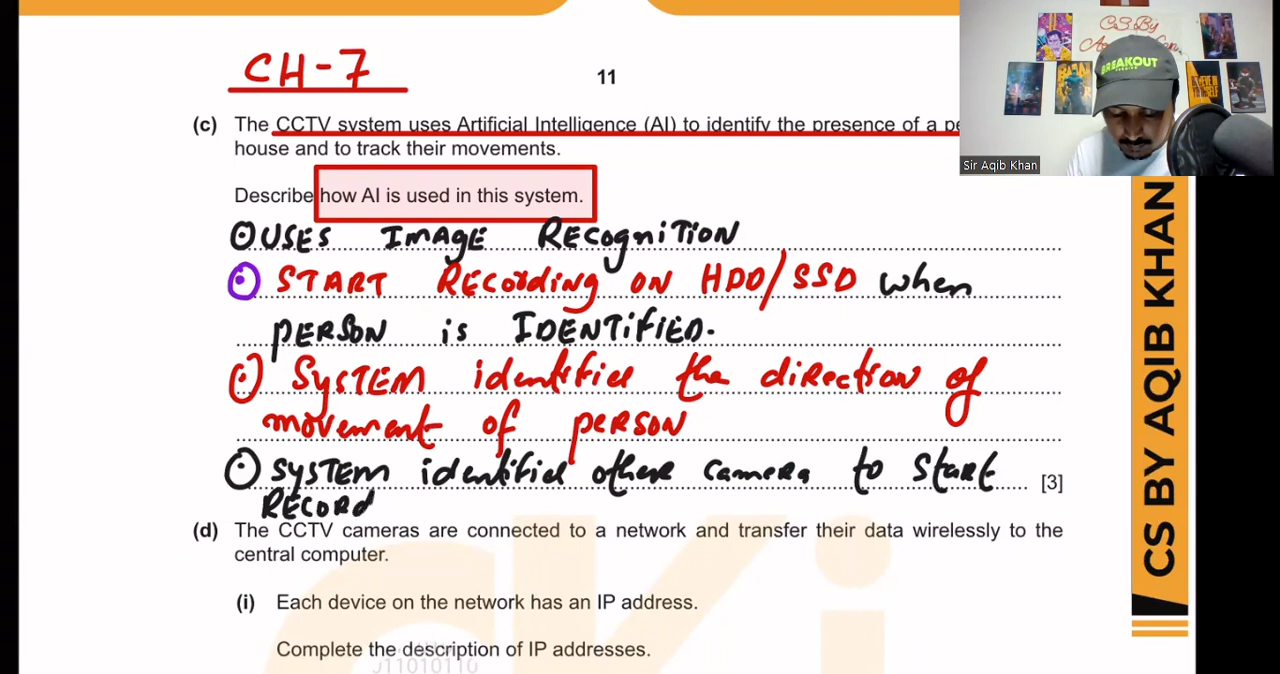 CH-7
11
(c) The CCTV system uses Artificial Intelligence (AI) to identify the presence of a
house and to track their movements.
Describe how AI is used in this system.
USES IMAGE RECOGNITION
START RECORDING ON HDD/SSD when
PERSON is IDENTIFIED.
SYSTEM identifies the direction of
movement of PERSON
SYSTEM identifies other camera to START
RECORD
[3]
(d) The CCTV cameras are connected to a network and transfer their data wirelessly to the
central computer.
(i) Each device on the network has an IP address.
Complete the description of IP addresses.
CS BY AQIB KHAN
Sir Aqib Khan
BREAKOUT
CS By